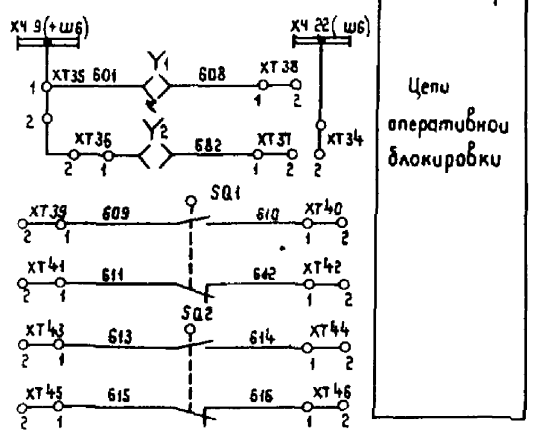 ХЧ 9(+ШБ) ХЧ 22( ШБ)
Y1
1 ХТ35 601 608 ХТ38
1 2
2 Y2
ХТ36 682 ХТ37 ХТ34
2 1 1 2 2
Цепи
оперативной
блокировки
SQ1
ХТ39 609 610 ХТ40
2 1 1 2
ХТ41 611 612 ХТ42
2 1 1 2
SQ2
ХТ43 613 614 ХТ44
2 1 1 2
ХТ45 615 616 ХТ46
2 1 1 2